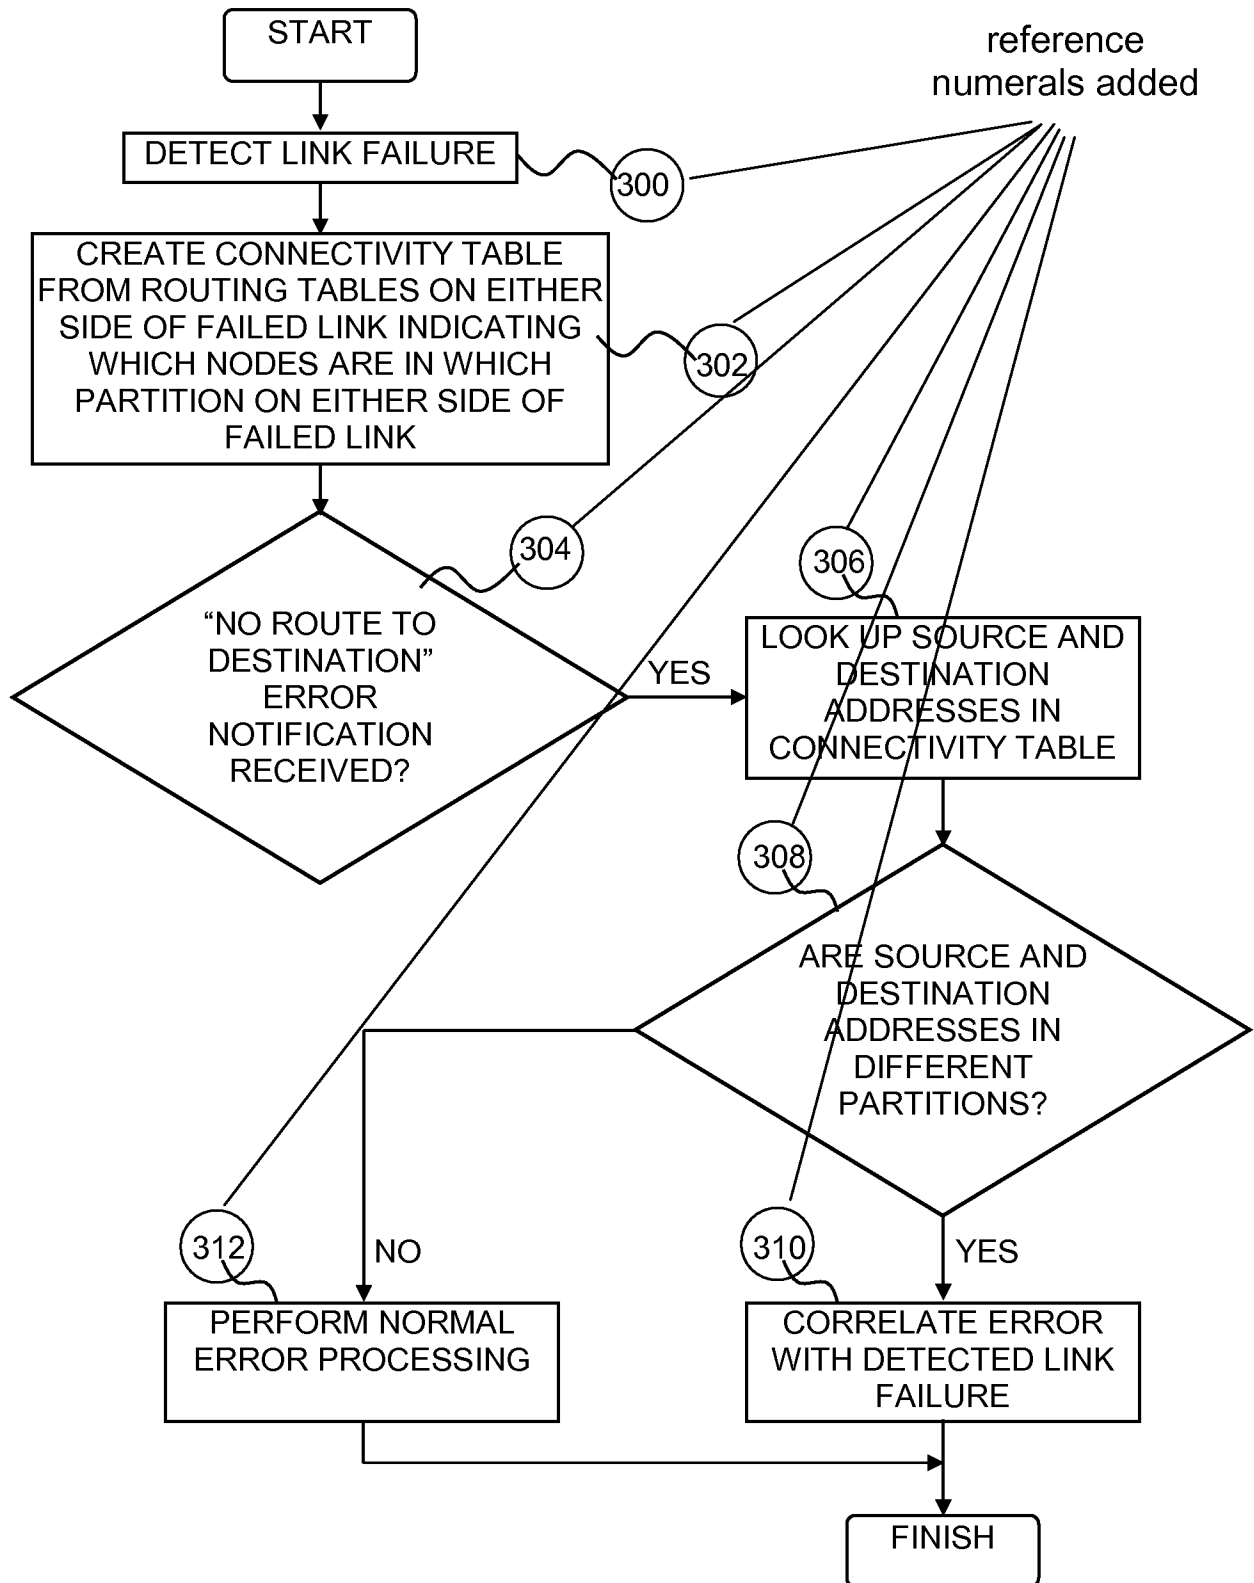 START
reference
numerals added
DETECT LINK FAILURE
300
CREATE CONNECTIVITY TABLE
FROM ROUTING TABLES ON EITHER
SIDE OF FAILED LINK INDICATING
WHICH NODES ARE IN WHICH
PARTITION ON EITHER SIDE OF
FAILED LINK
302
304
“NO ROUTE TO
DESTINATION”
ERROR
NOTIFICATION
RECEIVED?
YES
306
LOOK UP SOURCE AND
DESTINATION
ADDRESSES IN
CONNECTIVITY TABLE
308
ARE SOURCE AND
DESTINATION
ADDRESSES IN
DIFFERENT
PARTITIONS?
312
NO
310
YES
PERFORM NORMAL
ERROR PROCESSING
CORRELATE ERROR
WITH DETECTED LINK
FAILURE
FINISH